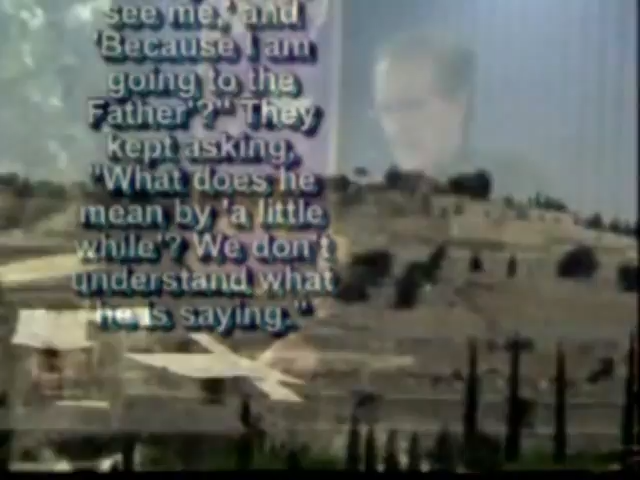 see me,' and
'Because I am
going to the
Father'?" They
kept asking,
"What does he
mean by 'a little
while'? We don't
understand what
he is saying."